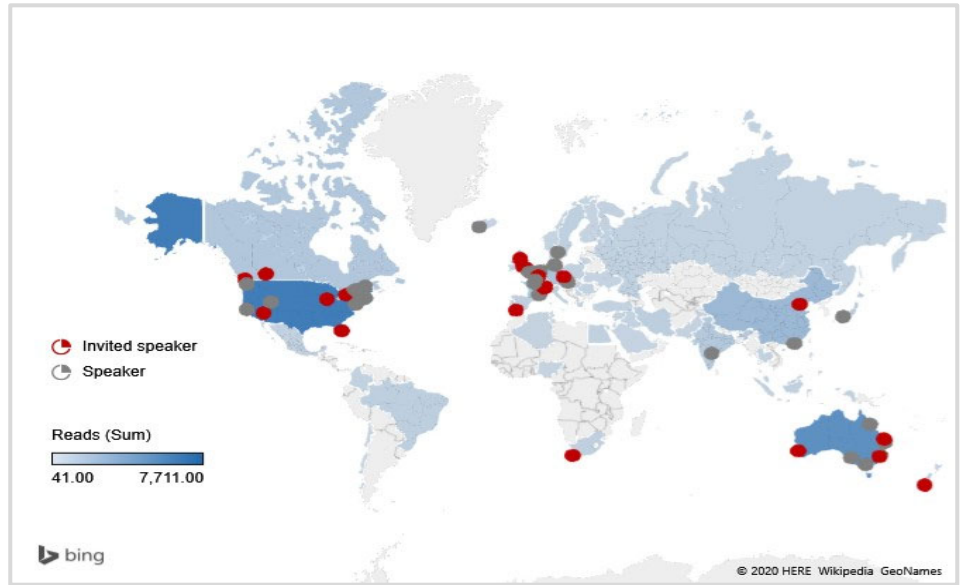 Invited speaker
Speaker
Reads (Sum)
41.00 7,711.00
bing
© 2020 HERE Wikipedia GeoNames